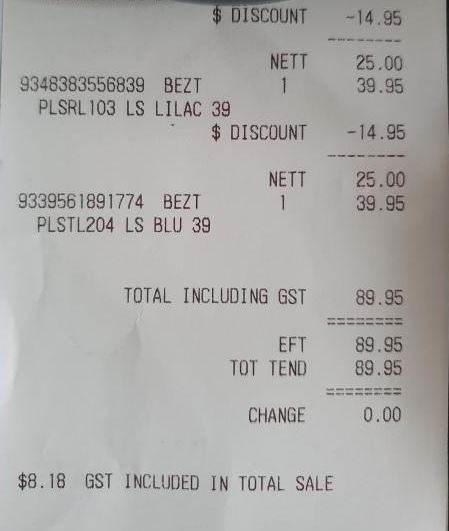 $ DISCOUNT -14.95
--------
NETT 25.00
9348383556839 BEZT 1 39.95
PLSRL103 LS LILAC 39
$ DISCOUNT -14.95
--------
NETT 25.00
9339561891774 BEZT 1 39.95
PLSTL204 LS BLU 39
TOTAL INCLUDING GST 89.95
========
EFT 89.95
TOT TEND 89.95
========
CHANGE 0.00
$8.18 GST INCLUDED IN TOTAL SALE